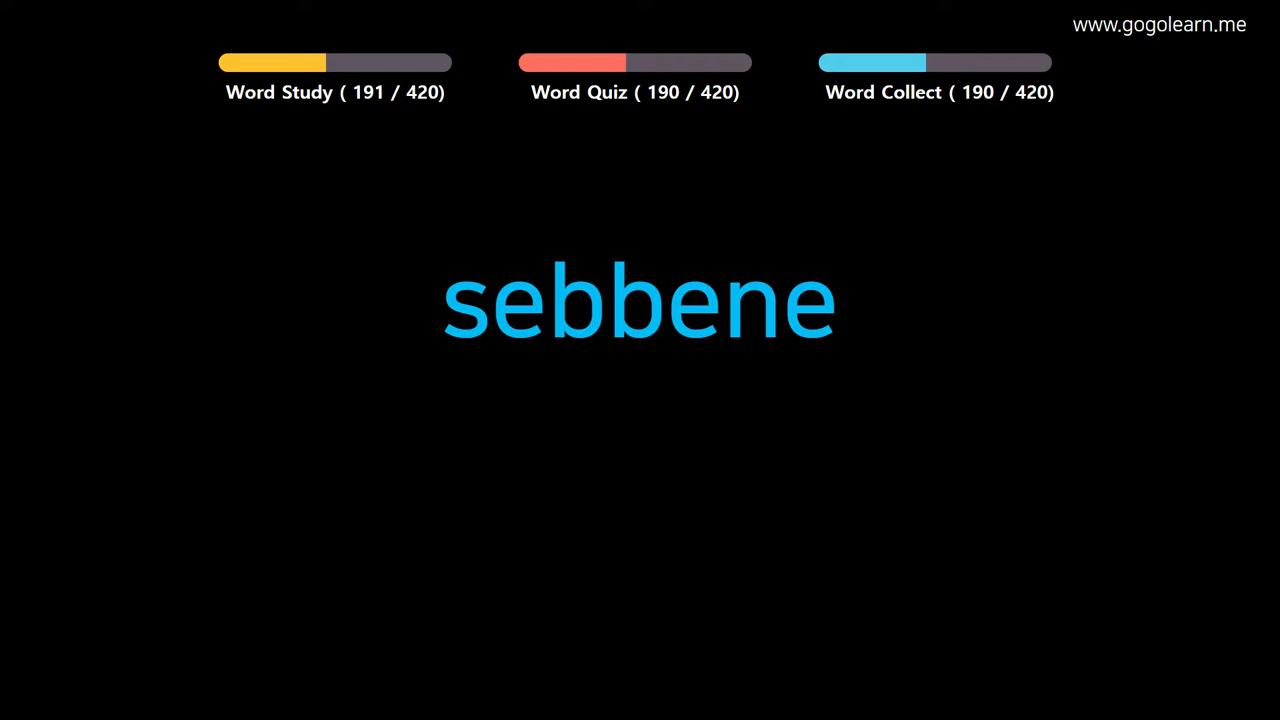 www.gogolearn.me
Word Study ( 191 / 420)
Word Quiz ( 190 / 420)
Word Collect ( 190 / 420)
sebbene